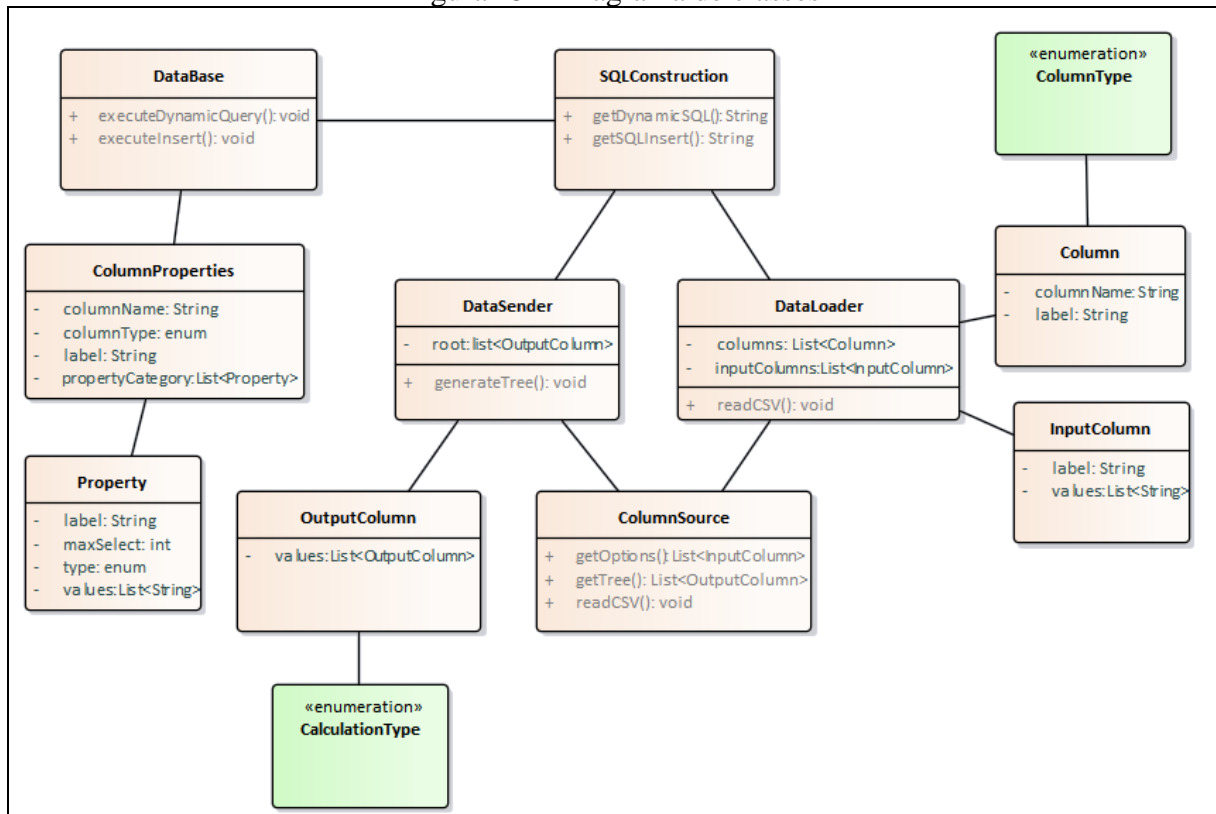 DataBase
+ executeDynamicQuery(): void
+ executeInsert(): void
SQLConstruction
+ getDynamicSQL(): String
+ getSQLInsert(): String
«enumeration»
ColumnType
ColumnProperties
- columnName: String
- columnType: enum
- label: String
- propertyCategory:List<Property>
DataSender
- root:list<OutputColumn>
+ generateTree(): void
DataLoader
- columns: List<Column>
- inputColumns:List<InputColumn>
+ readCSV(): void
Column
- columnName:String
- label: String
Property
- label: String
- maxSelect: int
- type: enum
- values:List<String>
OutputColumn
- values:List<OutputColumn>
ColumnSource
+ getOptions(): List<InputColumn>
+ getTree(): List<OutputColumn>
+ readCSV(): void
InputColumn
- label: String
- values:List<String>
«enumeration»
CalculationType